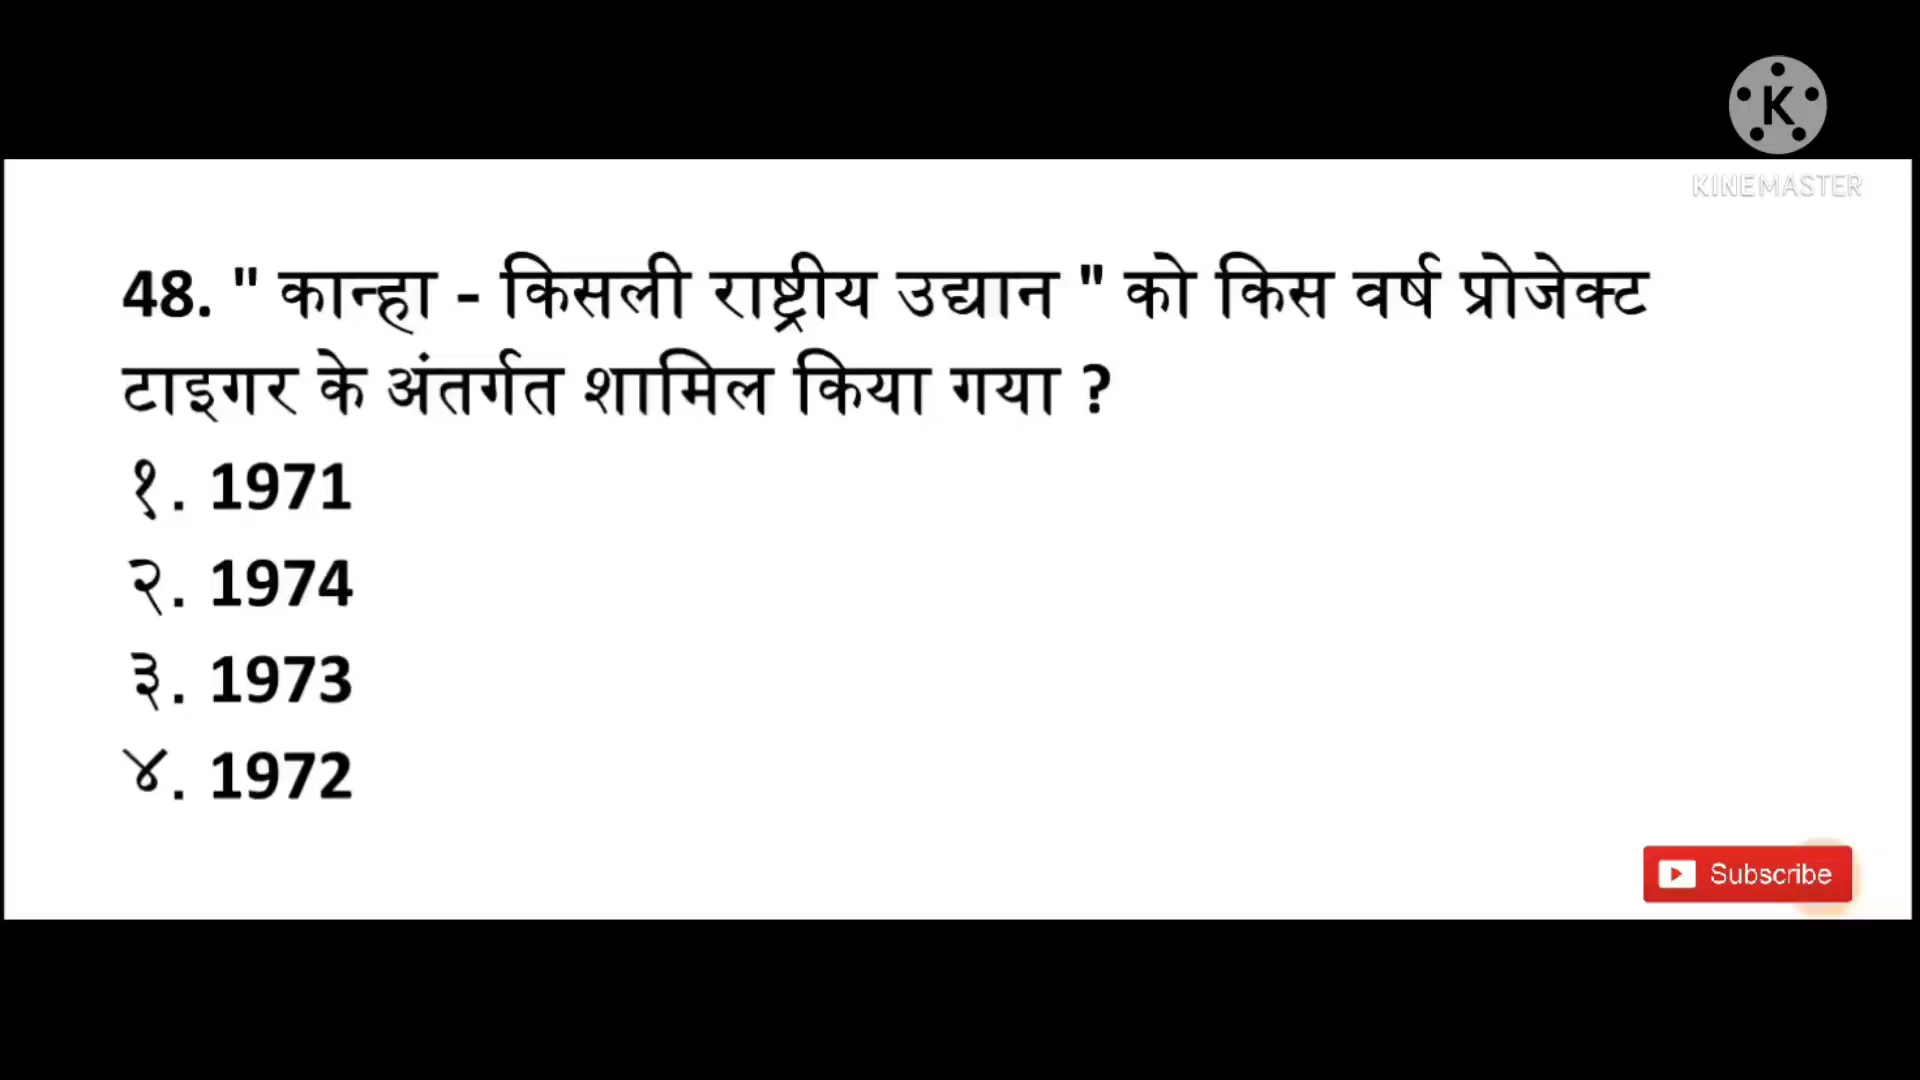 K
KINEMASTER
48. " कान्हा - किसली राष्ट्रीय उद्यान " को किस वर्ष प्रोजेक्ट
टाइगर के अंतर्गत शामिल किया गया ?
१. 1971
२. 1974
३. 1973
४. 1972
Subscribe